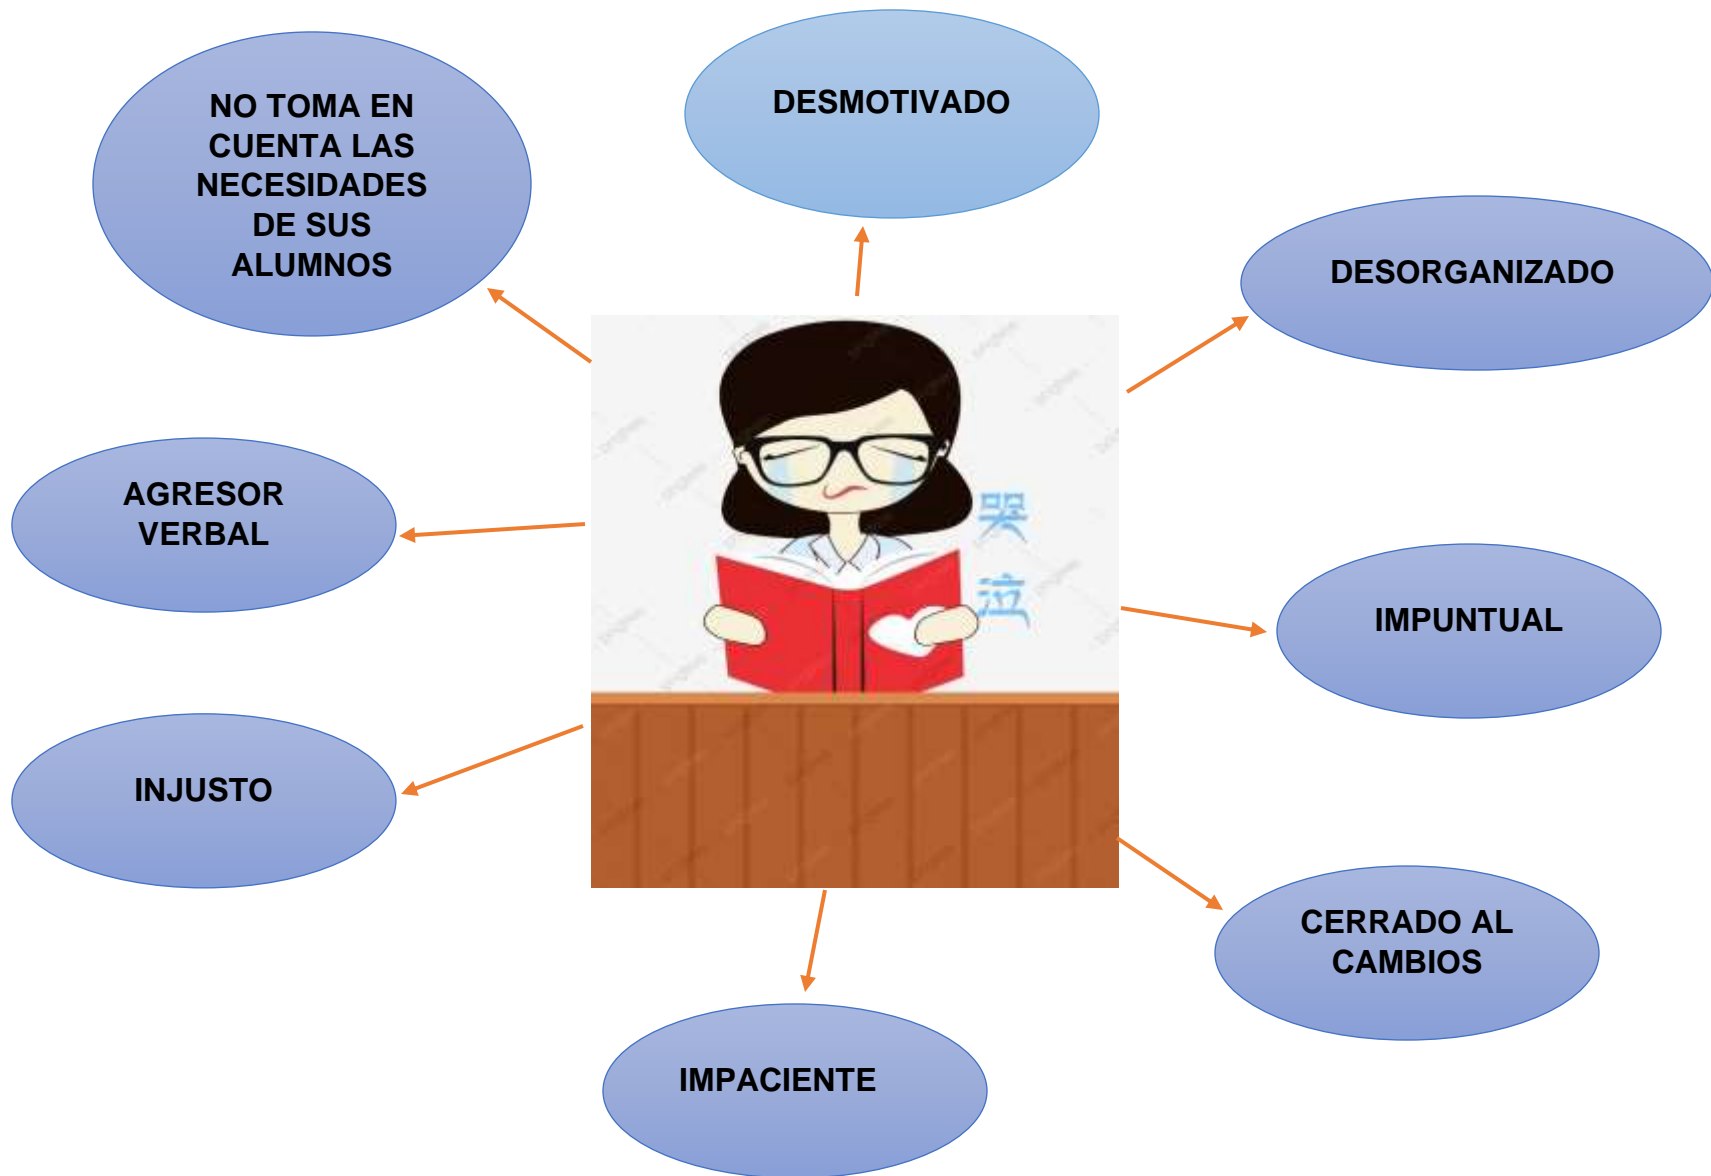 DESMOTIVADO
NO TOMA EN
CUENTA LAS
NECESIDADES
DE SUS
ALUMNOS
DESORGANIZADO
AGRESOR
VERBAL
哭
泣
IMPUNTUAL
INJUSTO
CERRADO AL
CAMBIOS
IMPACIENTE